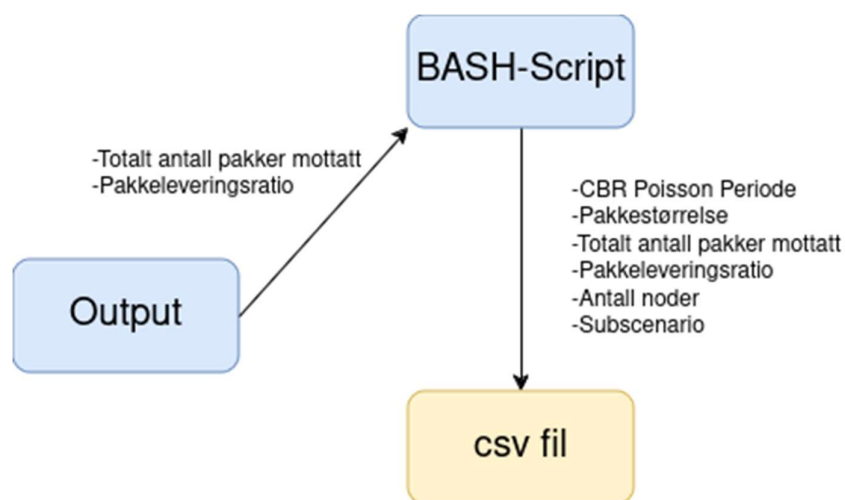 BASH-Script
-Totalt antall pakker mottatt
-Pakkeleveringsratio
-CBR Poisson Periode
-Pakkestørrelse
-Totalt antall pakker mottatt
-Pakkeleveringsratio
-Antall noder
-Subscenario
Output
csv fil